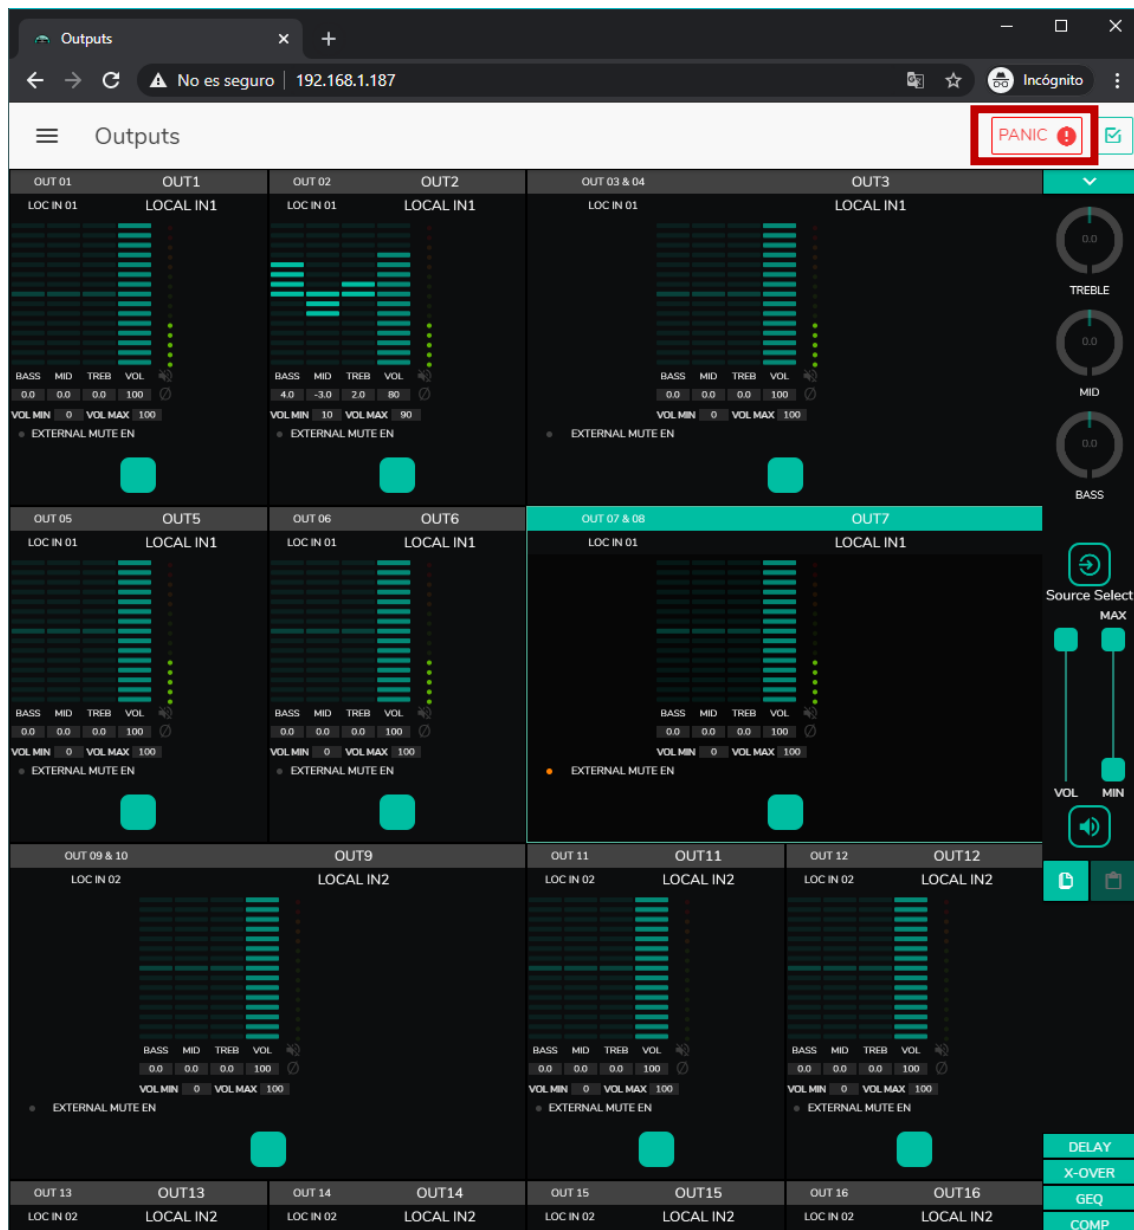 Outputs
No es seguro 192.168.1.187 Incógnito
Outputs PANIC
OUT 01 OUT1 OUT 02 OUT2 OUT 03 & 04 OUT3
LOC IN 01 LOCAL IN1 LOC IN 01 LOCAL IN1 LOC IN 01 LOCAL IN1
0.0
TREBLE
0.0
BASS MID TREB VOL BASS MID TREB VOL BASS MID TREB VOL
0.0 0.0 0.0 100 4.0 -3.0 2.0 80 0.0 0.0 0.0 100 MID
VOL MIN 0 VOL MAX 100 VOL MIN 10 VOL MAX 90 VOL MIN 0 VOL MAX 100
EXTERNAL MUTE EN EXTERNAL MUTE EN EXTERNAL MUTE EN
0.0
BASS
OUT 05 OUT5 OUT 06 OUT6 OUT 07 & 08 OUT7
LOC IN 01 LOCAL IN1 LOC IN 01 LOCAL IN1 LOC IN 01 LOCAL IN1
Source Select
MAX
BASS MID TREB VOL BASS MID TREB VOL BASS MID TREB VOL
0.0 0.0 0.0 100 0.0 0.0 0.0 100 0.0 0.0 0.0 100
VOL MIN 0 VOL MAX 100 VOL MIN 0 VOL MAX 100 VOL MIN 0 VOL MAX 100
EXTERNAL MUTE EN EXTERNAL MUTE EN EXTERNAL MUTE EN
VOL MIN
OUT 09 & 10 OUT9 OUT 11 OUT11 OUT 12 OUT12
LOC IN 02 LOCAL IN2 LOC IN 02 LOCAL IN2 LOC IN 02 LOCAL IN2
BASS MID TREB VOL BASS MID TREB VOL BASS MID TREB VOL
0.0 0.0 0.0 100 0.0 0.0 0.0 100 0.0 0.0 0.0 100
VOL MIN 0 VOL MAX 100 VOL MIN 0 VOL MAX 100 VOL MIN 0 VOL MAX 100
EXTERNAL MUTE EN EXTERNAL MUTE EN EXTERNAL MUTE EN
DELAY
X-OVER
OUT 13 OUT13 OUT 14 OUT14 OUT 15 OUT15 OUT 16 OUT16
GEQ
LOC IN 02 LOCAL IN2 LOC IN 02 LOCAL IN2 LOC IN 02 LOCAL IN2 LOC IN 02 LOCAL IN2
COMP